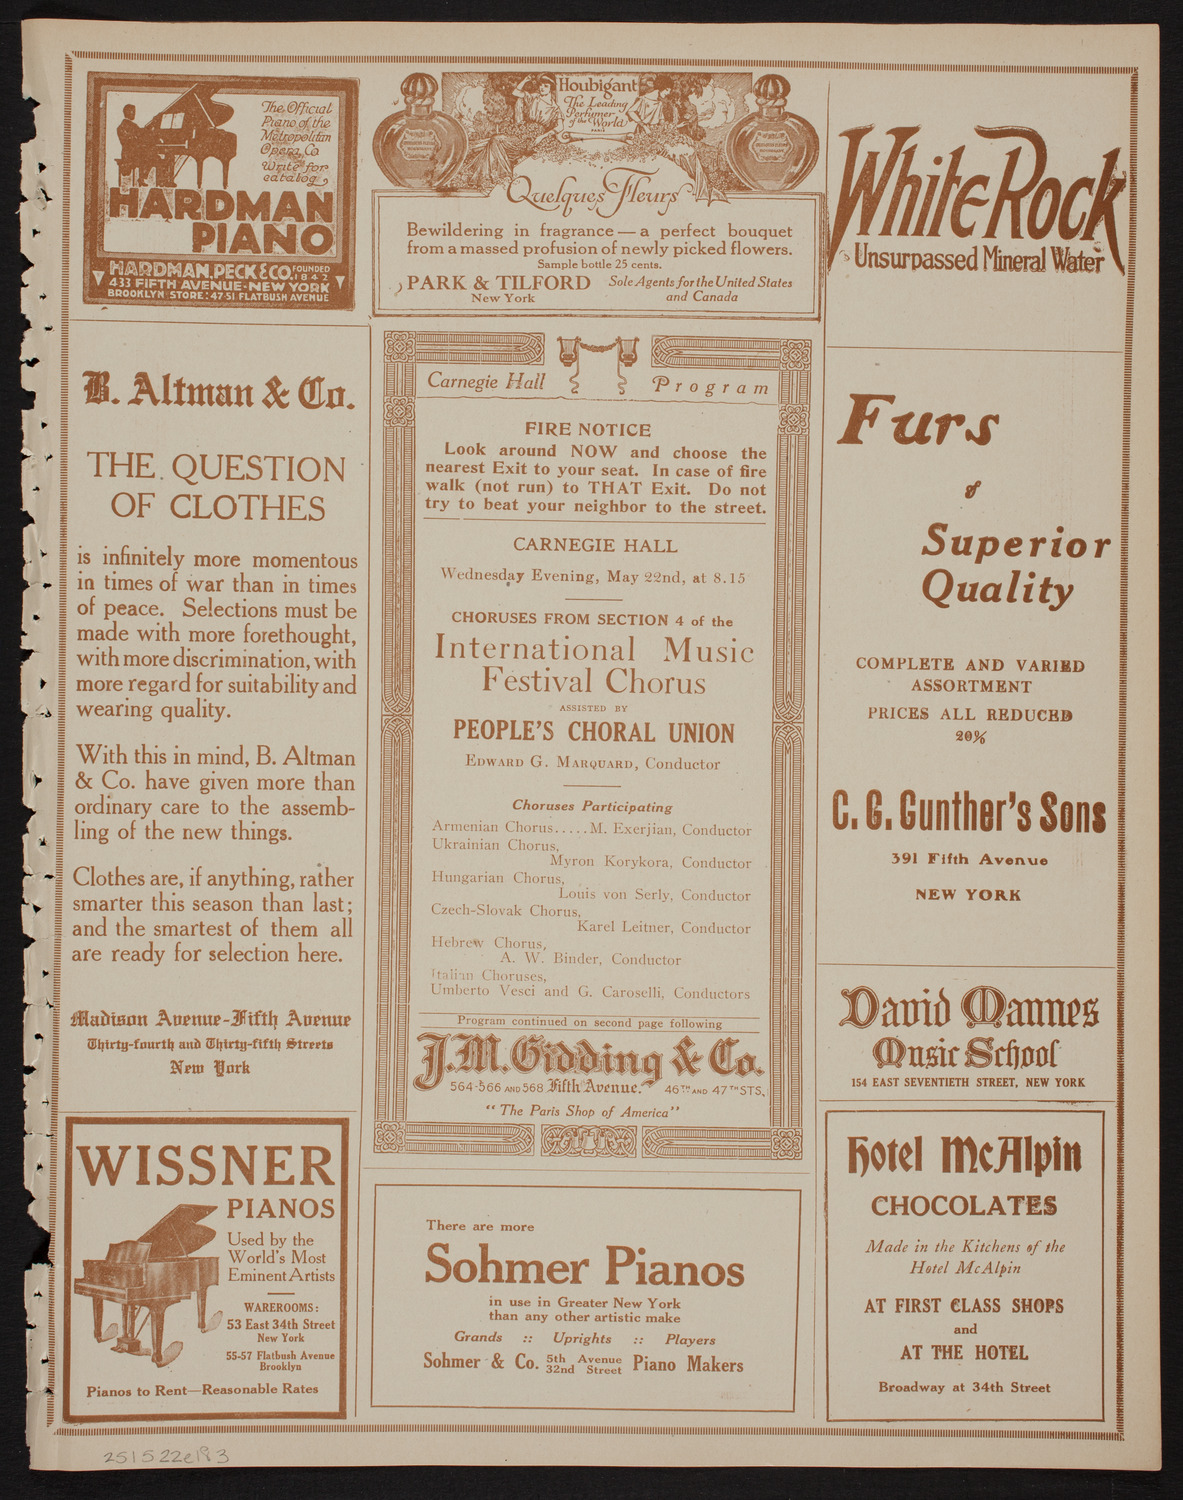 The Official
Piano of the
Metropolitan
Opera Co
Write for
catalog
HARDMAN
PIANO
HARDMAN, PECK & CO. FOUNDED 1842
433 FIFTH AVENUE - NEW YORK
BROOKLYN STORE: 47-51 FLATBUSH AVENUE
Houbigant
The Leading
Perfumer
of the World
PARIS
Quelques Fleurs
Bewildering in fragrance — a perfect bouquet
from a massed profusion of newly picked flowers.
Sample bottle 25 cents.
PARK & TILFORD Sole Agents for the United States
New York and Canada
White Rock
Unsurpassed Mineral Water
B. Altman & Co.
THE QUESTION
OF CLOTHES
is infinitely more momentous
in times of war than in times
of peace. Selections must be
made with more forethought,
with more discrimination, with
more regard for suitability and
wearing quality.
With this in mind, B. Altman
& Co. have given more than
ordinary care to the assemb-
ling of the new things.
Clothes are, if anything, rather
smarter this season than last;
and the smartest of them all
are ready for selection here.
Madison Avenue-Fifth Avenue
Thirty-fourth and Thirty-fifth Streets
New York
WISSNER
PIANOS
Used by the
World's Most
Eminent Artists
WAREROOMS:
53 East 34th Street
New York
55-57 Flatbush Avenue
Brooklyn
Pianos to Rent—Reasonable Rates
Carnegie Hall Program
FIRE NOTICE
Look around NOW and choose the
nearest Exit to your seat. In case of fire
walk (not run) to THAT Exit. Do not
try to beat your neighbor to the street.
CARNEGIE HALL
Wednesday Evening, May 22nd, at 8.15
CHORUSES FROM SECTION 4 of the
International Music
Festival Chorus
ASSISTED BY
PEOPLE'S CHORAL UNION
EDWARD G. MARQUARD, Conductor
Choruses Participating
Armenian Chorus.....M. Exerjian, Conductor
Ukrainian Chorus,
Myron Korykora, Conductor
Hungarian Chorus,
Louis von Serly, Conductor
Czech-Slovak Chorus,
Karel Leitner, Conductor
Hebrew Chorus,
A. W. Binder, Conductor
Italian Choruses,
Umberto Vesci and G. Caroselli, Conductors
Program continued on second page following
J. M. Gidding & Co.
564-566 AND 568 Fifth Avenue. 46TH AND 47TH STS.
"The Paris Shop of America"
There are more
Sohmer Pianos
in use in Greater New York
than any other artistic make
Grands :: Uprights :: Players
Sohmer & Co. 5th Avenue 32nd Street Piano Makers
Furs
of
Superior
Quality
COMPLETE AND VARIED
ASSORTMENT
PRICES ALL REDUCED
20%
C. G. Gunther's Sons
391 Fifth Avenue
NEW YORK
David Mannes
Music School
154 EAST SEVENTIETH STREET, NEW YORK
Hotel McAlpin
CHOCOLATES
Made in the Kitchens of the
Hotel McAlpin
AT FIRST CLASS SHOPS
and
AT THE HOTEL
Broadway at 34th Street